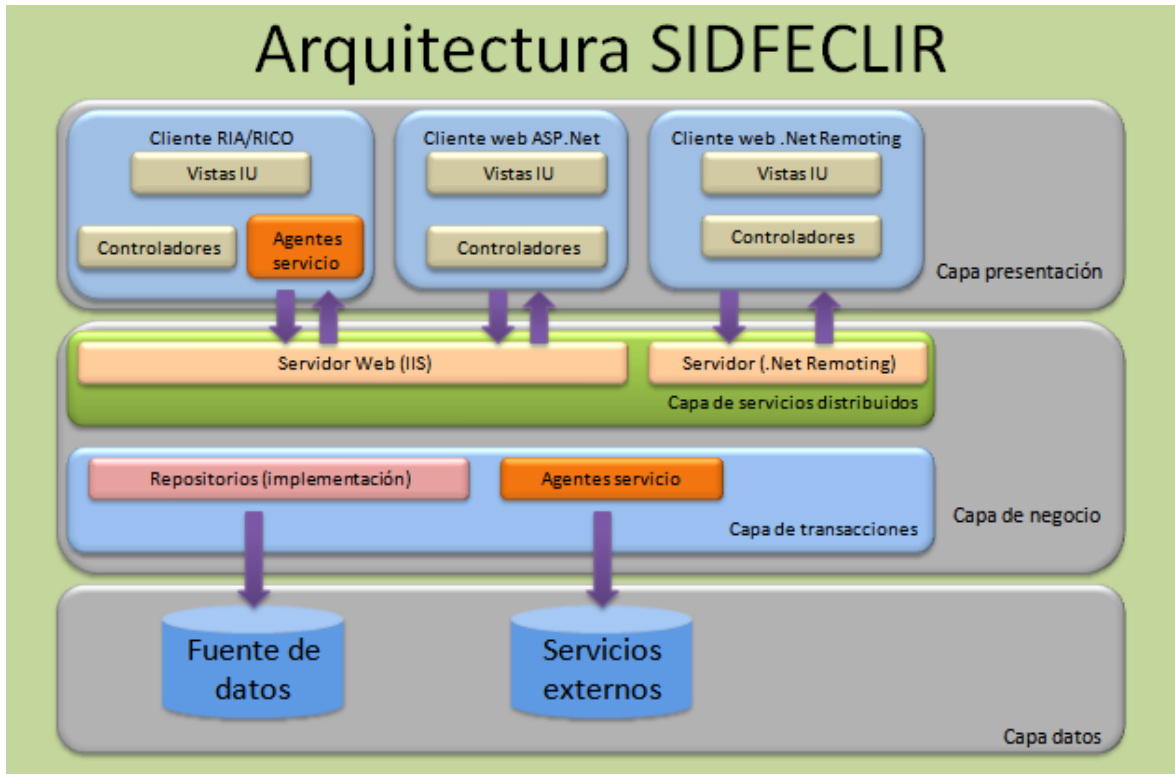 Arquitectura SIDFECLIR
Cliente RIA/RICO
Vistas IU
Controladores
Agentes
servicio
Cliente web ASP.Net
Vistas IU
Controladores
Cliente web .Net Remoting
Vistas IU
Controladores
Capa presentación
Servidor Web (IIS)
Servidor (.Net Remoting)
Capa de servicios distribuidos
Repositorios (implementación)
Agentes servicio
Capa de transacciones
Capa de negocio
Fuente de
datos
Servicios
externos
Capa datos